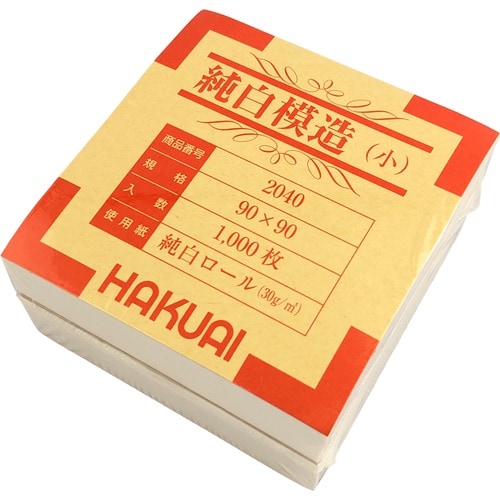 純白模造(小)
商品番号 2040
規格 90×90
入数 1,000枚
使用紙 純白ロール(30g/㎡)
HAKUAI